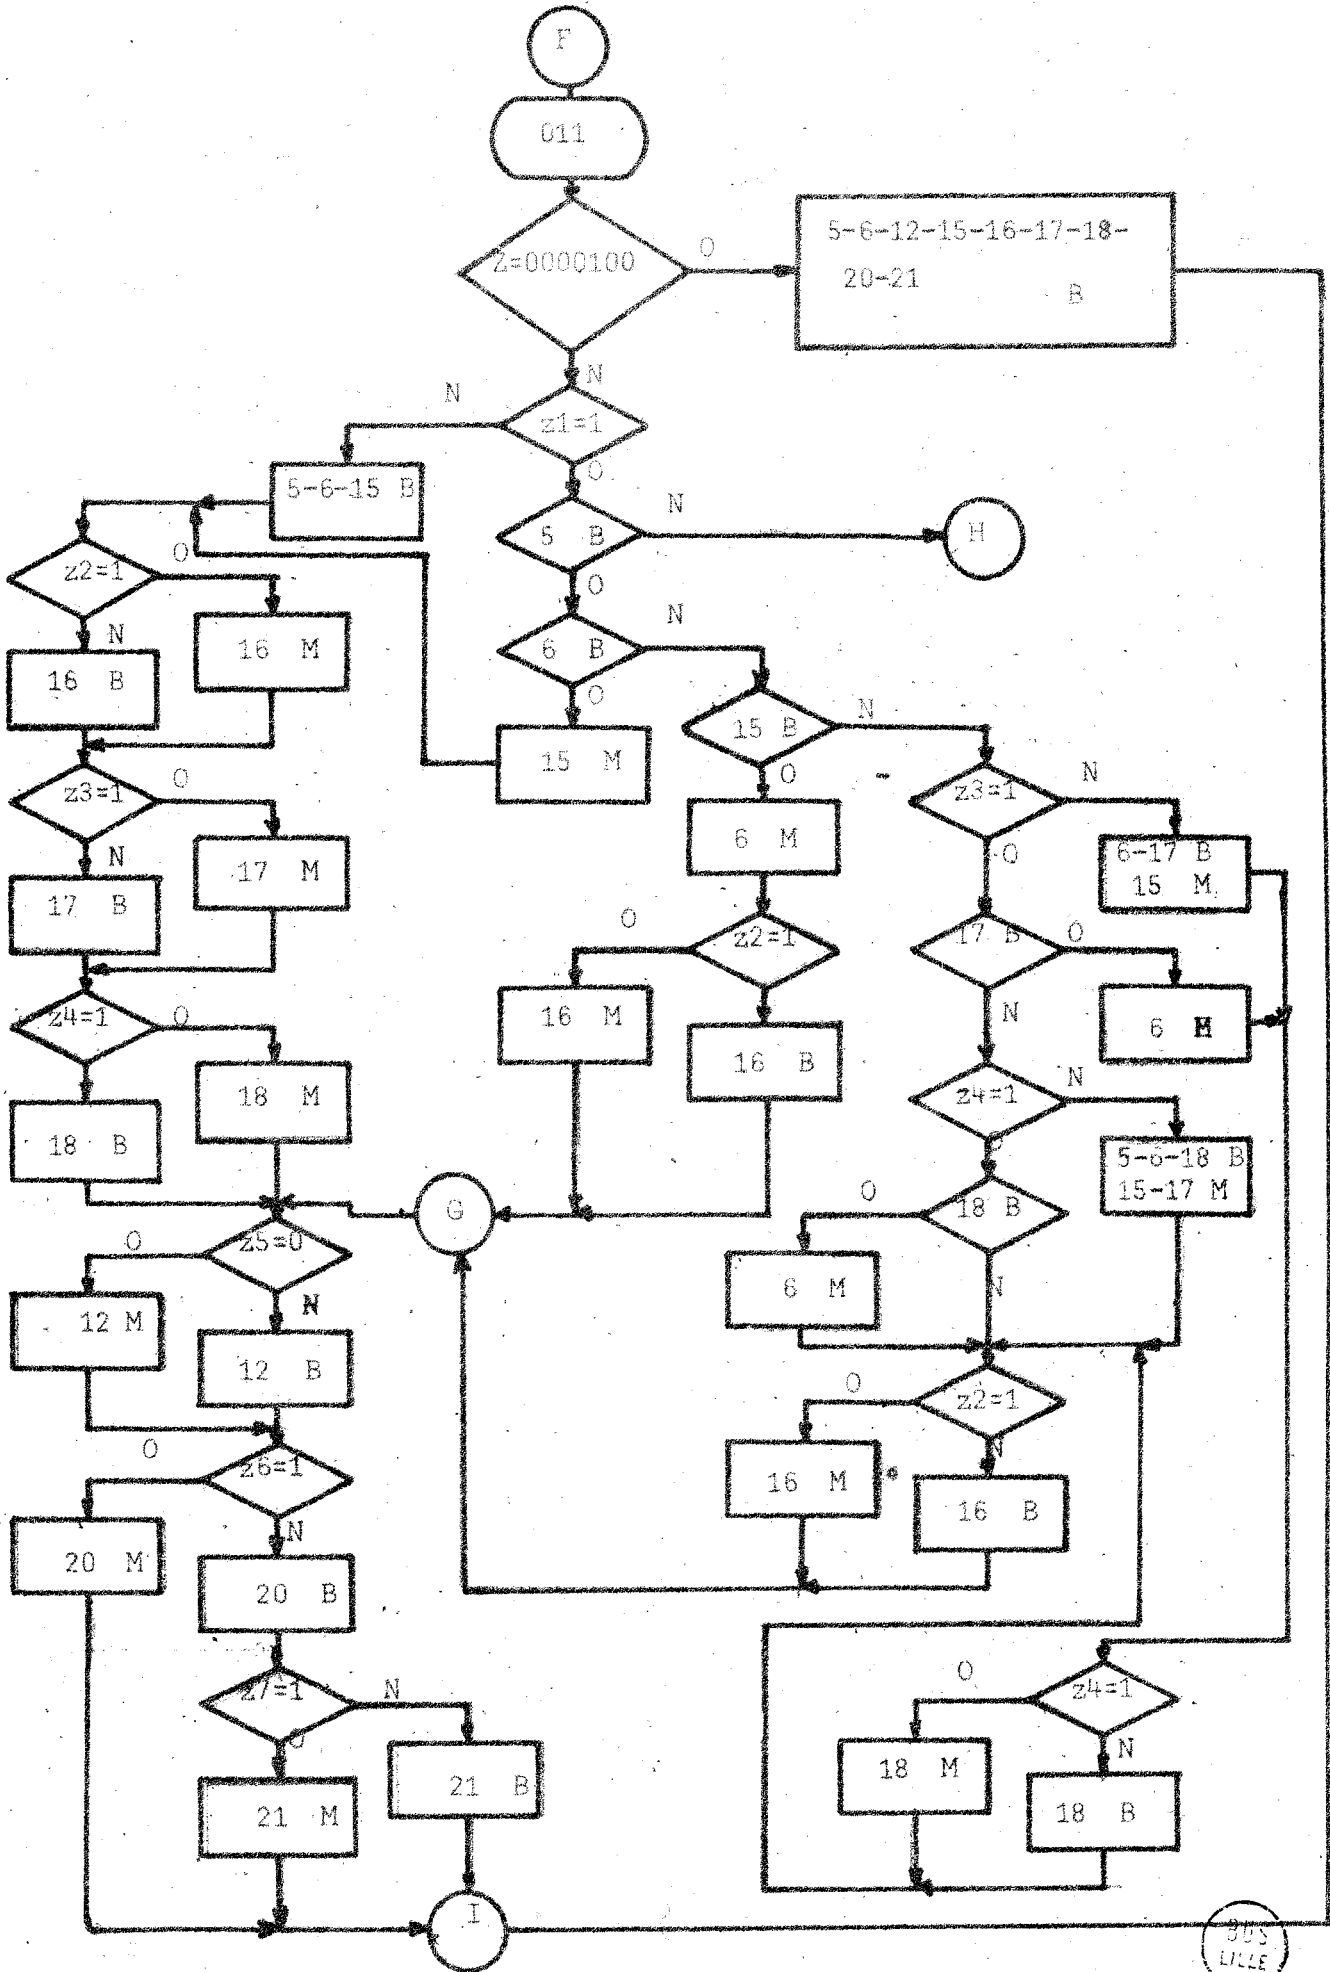 F
011
Z=0000100
O
5-6-12-15-16-17-18-
20-21
B
N
N
z1=1
O
5-6-15 B
5 B
N
H
O
z2=1
O
N
16 M
16 B
6 B
N
O
15 M
15 B
N
O
z3=1
O
N
17 M
17 B
6 M
z3=1
N
O
6-17 B
15 M
O
z2=1
16 M
16 B
17 B
O
N
6 M
z4=1
O
18 M
18 B
z4=1
N
O
5-6-18 B
15-17 M
G
O
18 B
N
6 M
O
z5=0
N
12 M
12 B
O
z2=1
N
16 M
16 B
O
z6=1
N
20 M
20 B
z7=1
N
O
21 B
21 M
O
z4=1
N
18 M
18 B
I
BUS
LILLE